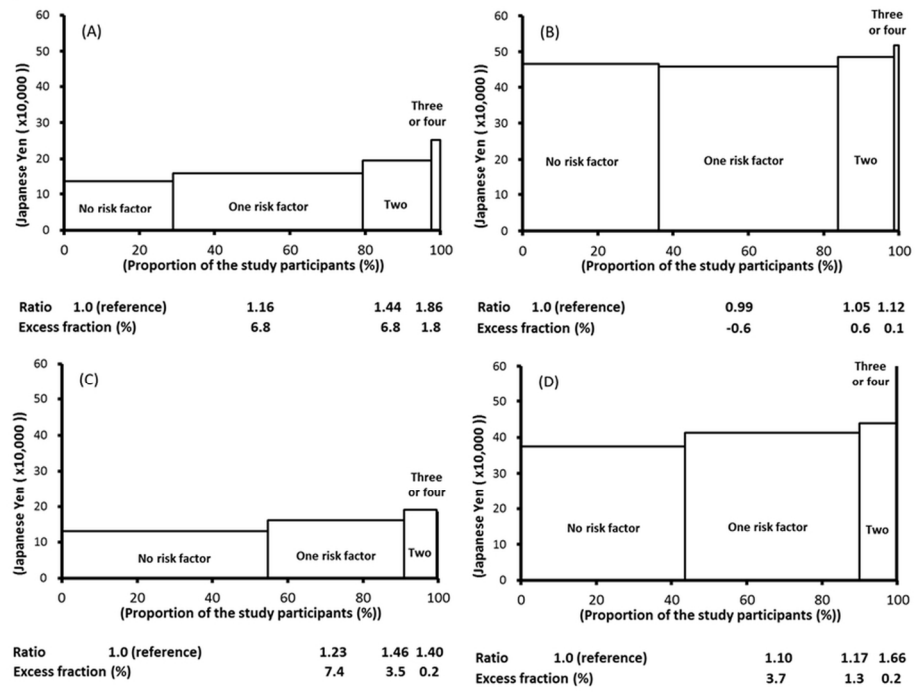 (A)
60
50
40
30
20
10
0
(Japanese Yen ( x10,000 ))
Three
or four
No risk factor
One risk factor
Two
0 20 40 60 80 100
(Proportion of the study participants (%))
Ratio 1.0 (reference) 1.16 1.44 1.86
Excess fraction (%) 6.8 6.8 1.8
(B)
60
50
40
30
20
10
0
(Japanese Yen ( x10,000 ))
Three
or four
No risk factor
One risk factor
Two
0 20 40 60 80 100
(Proportion of the study participants (%))
Ratio 1.0 (reference) 0.99 1.05 1.12
Excess fraction (%) -0.6 0.6 0.1
(C)
60
50
40
30
20
10
0
(Japanese Yen ( x10,000 ))
Three
or four
No risk factor
One risk factor
Two
0 20 40 60 80 100
(Proportion of the study participants (%))
Ratio 1.0 (reference) 1.23 1.46 1.40
Excess fraction (%) 7.4 3.5 0.2
(D)
60
50
40
30
20
10
0
(Japanese Yen ( x10,000 ))
Three
or four
No risk factor
One risk factor
Two
0 20 40 60 80 100
(Proportion of the study participants (%))
Ratio 1.0 (reference) 1.10 1.17 1.66
Excess fraction (%) 3.7 1.3 0.2